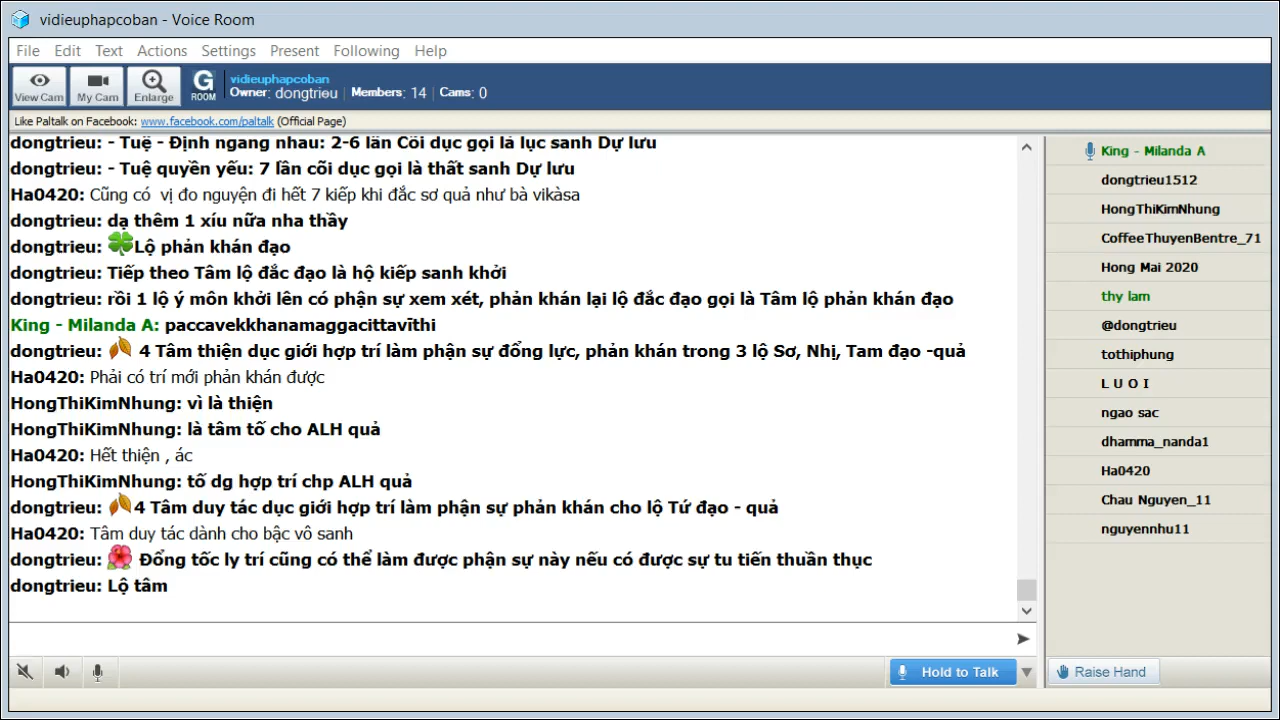 vidieuphapcoban - Voice Room
File Edit Text Actions Settings Present Following Help
View Cam My Cam Enlarge G ROOM
vidieuphapcoban
Owner: dongtrieu Members: 14 Cams: 0
Like Paltalk on Facebook: www.facebook.com/paltalk (Official Page)
dongtrieu: - Tuệ - Định ngang nhau: 2-6 lần Cõi dục gọi là lục sanh Dự lưu
dongtrieu: - Tuệ quyền yếu: 7 lần cõi dục gọi là thất sanh Dự lưu
Ha0420: Cũng có vị do nguyện đi hết 7 kiếp khi đắc sơ quả như bà vikàsa
dongtrieu: dạ thêm 1 xíu nữa nha thầy
dongtrieu: Lộ phản khán đạo
dongtrieu: Tiếp theo Tâm lộ đắc đạo là hộ kiếp sanh khởi
dongtrieu: rồi 1 lộ ý môn khởi lên có phận sự xem xét, phản khán lại lộ đắc đạo gọi là Tâm lộ phản khán đạo
King - Milanda A: paccavekkhanamaggacittavīthi
dongtrieu: 4 Tâm thiện dục giới hợp trí làm phận sự đổng lực, phản khán trong 3 lộ Sơ, Nhị, Tam đạo -quả
Ha0420: Phải có trí mới phản khán được
HongThiKimNhung: vì là thiện
HongThiKimNhung: là tâm tố cho ALH quả
Ha0420: Hết thiện , ác
HongThiKimNhung: tố dg hợp trí chp ALH quả
dongtrieu: 4 Tâm duy tác dục giới hợp trí làm phận sự phản khán cho lộ Tứ đạo - quả
Ha0420: Tâm duy tác dành cho bậc vô sanh
dongtrieu: Đổng tốc ly trí cũng có thể làm được phận sự này nếu có được sự tu tiến thuần thục
dongtrieu: Lộ tâm
Hold to Talk
King - Milanda A
dongtrieu1512
HongThiKimNhung
CoffeeThuyenBentre_71
Hong Mai 2020
thy lam
@dongtrieu
tothiphung
L U O I
ngao sac
dhamma_nanda1
Ha0420
Chau Nguyen_11
nguyennhu11
Raise Hand